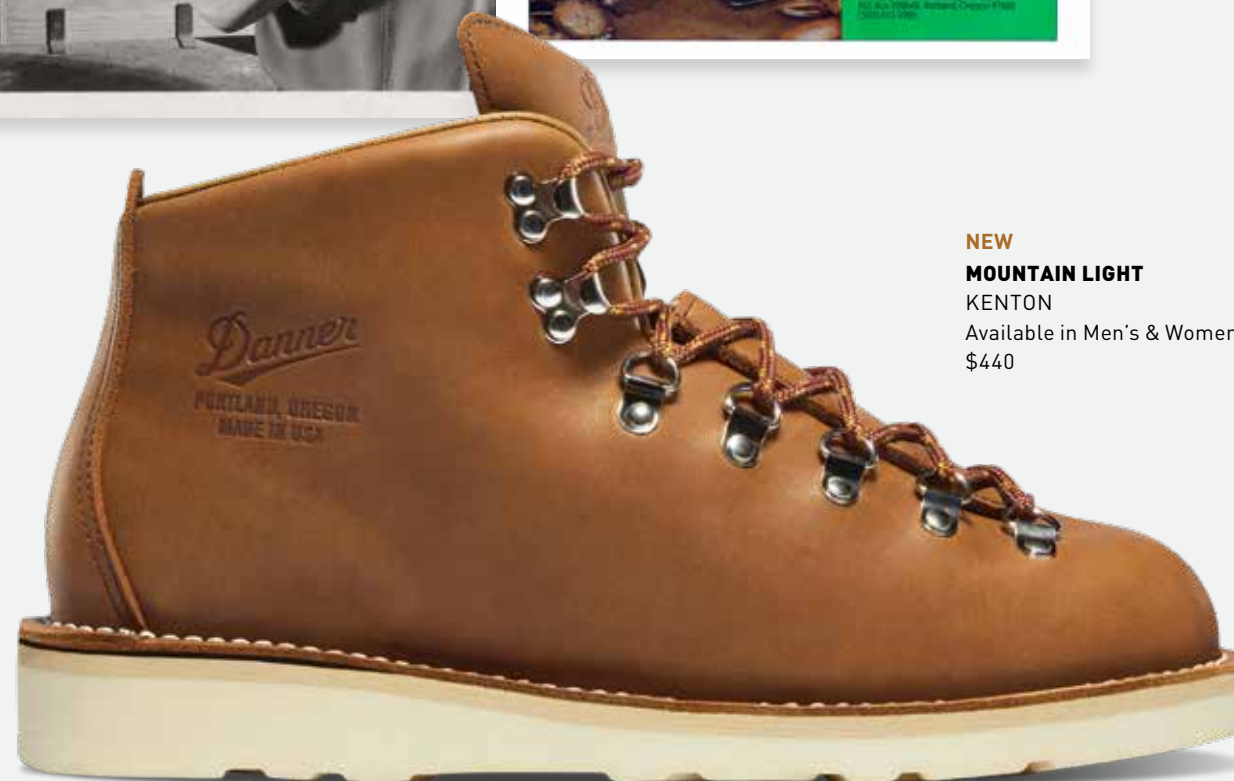 NEW
MOUNTAIN LIGHT
KENTON
Available in Men's & Women
$440
Danner
PORTLAND, OREGON
MADE IN USA